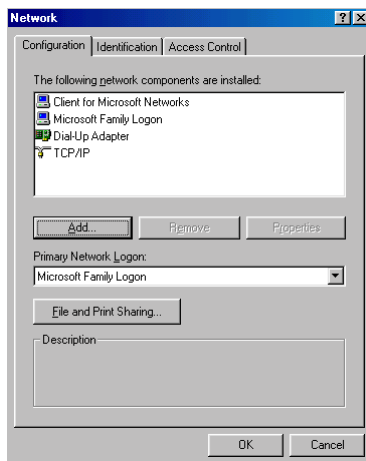 Network
Configuration Identification Access Control
The following network components are installed:
Client for Microsoft Networks
Microsoft Family Logon
Dial-Up Adapter
TCP/IP
Add... Remove Properties
Primary Network Logon:
Microsoft Family Logon
File and Print Sharing...
Description
OK Cancel